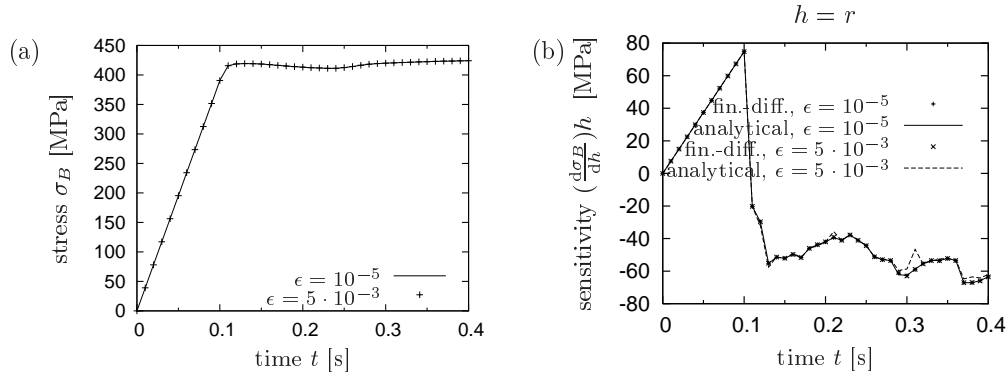 (a)
450
400
350
300
250
200
150
100
50
0
stress σ_B [MPa]
ϵ = 10^{-5}
ϵ = 5 · 10^{-3}
0 0.1 0.2 0.3 0.4
time t [s]
h = r
(b)
80
60
40
20
0
-20
-40
-60
-80
sensitivity (dσ_B/dh)h [MPa]
fin.-diff., ϵ = 10^{-5}
analytical, ϵ = 10^{-5}
fin.-diff., ϵ = 5 · 10^{-3}
analytical, ϵ = 5 · 10^{-3}
0 0.1 0.2 0.3 0.4
time t [s]